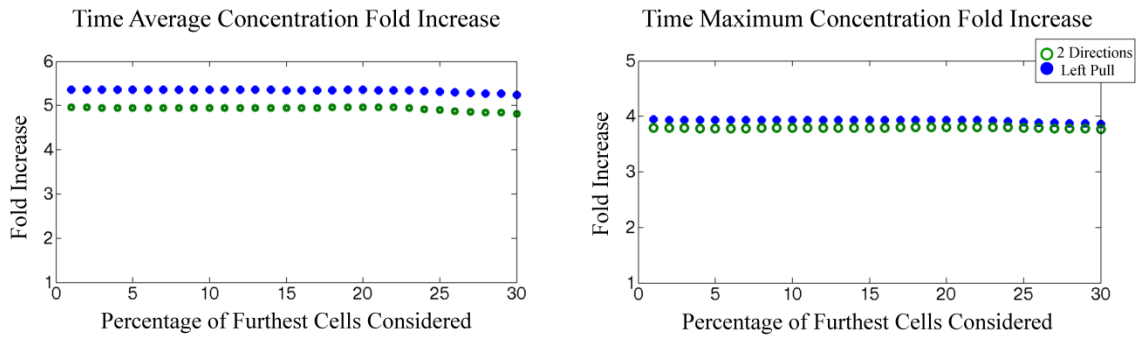 Time Average Concentration Fold Increase
6
5
4
3
2
1
Fold Increase
0 5 10 15 20 25 30
Percentage of Furthest Cells Considered
Time Maximum Concentration Fold Increase
2 Directions
Left Pull
5
4
3
2
1
Fold Increase
0 5 10 15 20 25 30
Percentage of Furthest Cells Considered